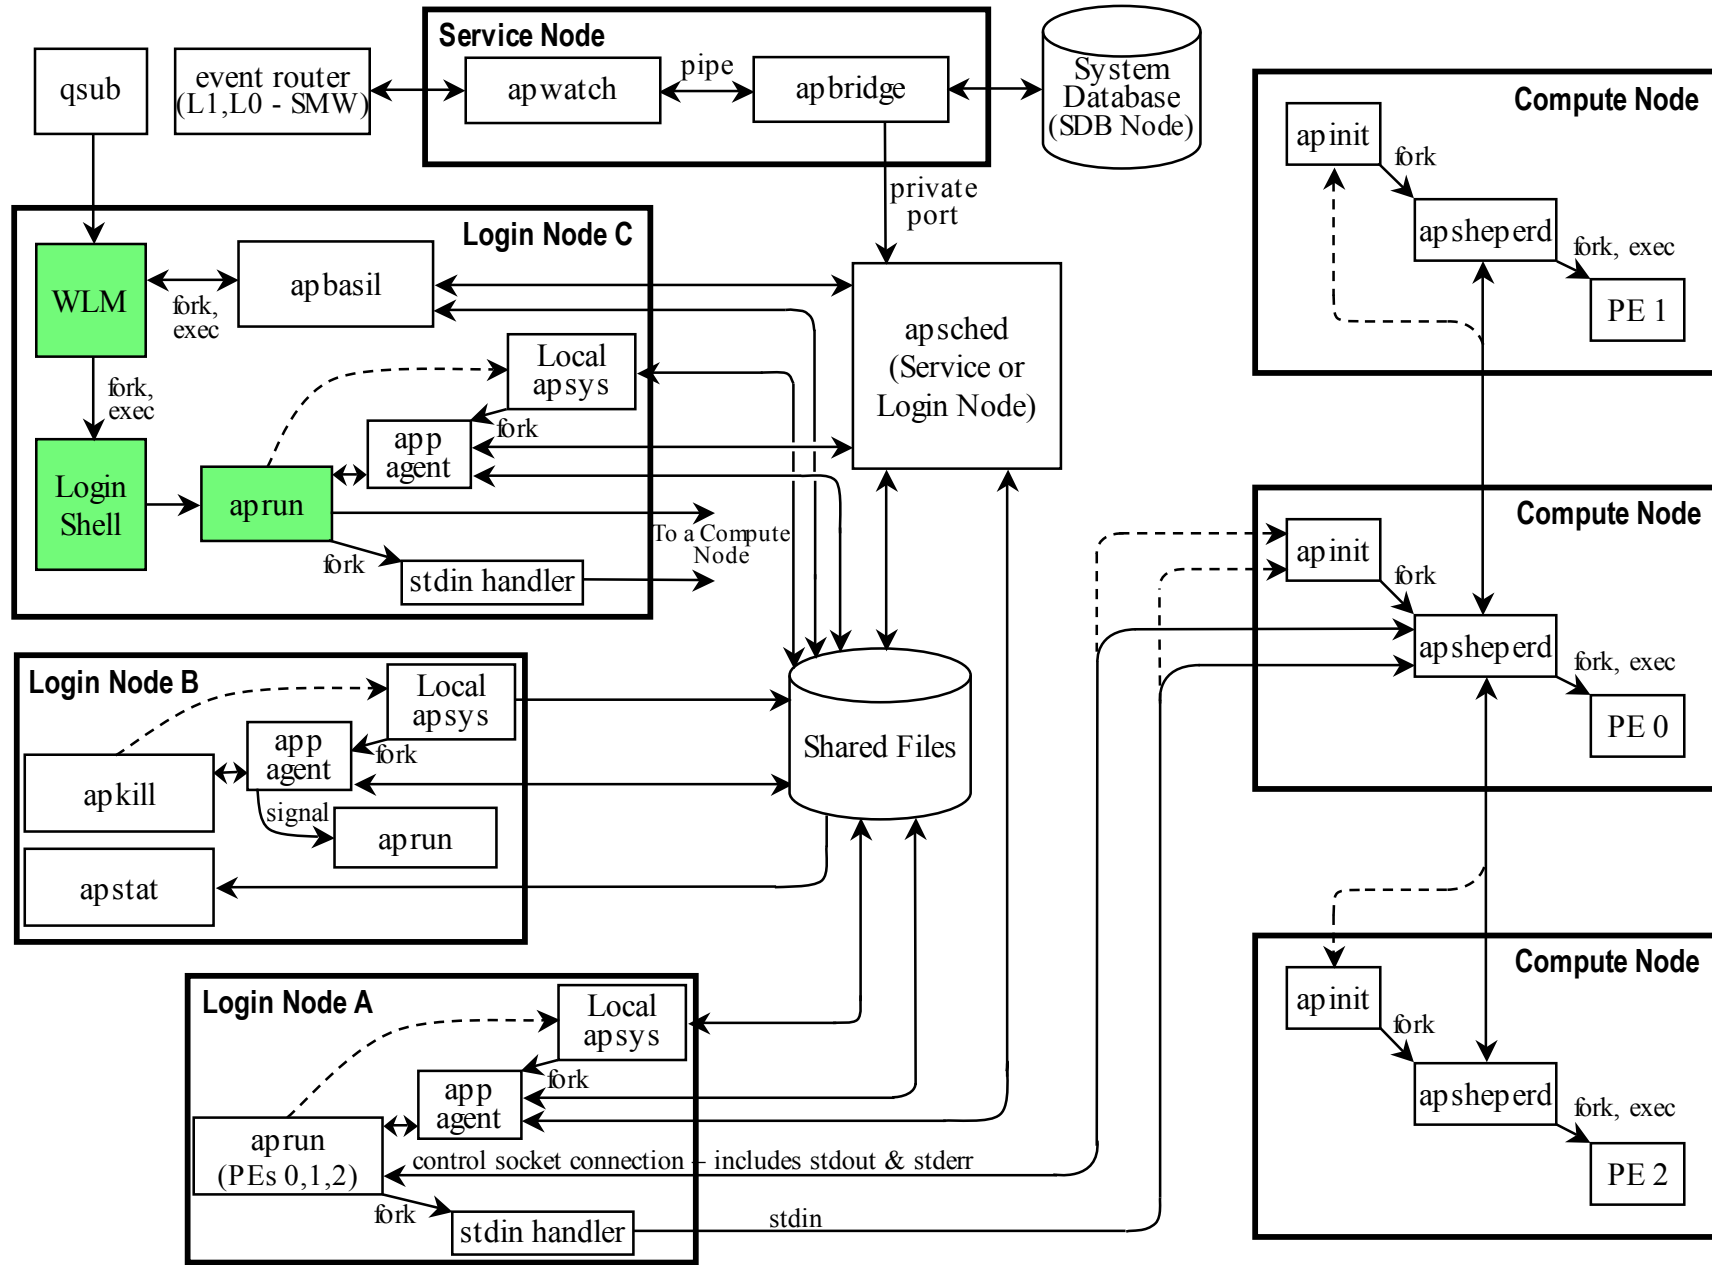 qsub
event router
(L1,L0 - SMW)
Service Node
apwatch
pipe
apbridge
System
Database
(SDB Node)
private
port
Login Node C
WLM
fork,
exec
apbasil
fork,
exec
Local
apsys
fork
app
agent
Login
Shell
aprun
fork
stdin handler
To a Compute
Node
apsched
(Service or
Login Node)
Login Node B
Local
apsys
fork
app
agent
apkill
signal
aprun
apstat
Shared Files
Login Node A
Local
apsys
fork
app
agent
aprun
(PEs 0,1,2)
control socket connection – includes stdout & stderr
fork
stdin handler
stdin
Compute Node
apinit
fork
apsheperd
fork, exec
PE 1
Compute Node
apinit
fork
apsheperd
fork, exec
PE 0
Compute Node
apinit
fork
apsheperd
fork, exec
PE 2